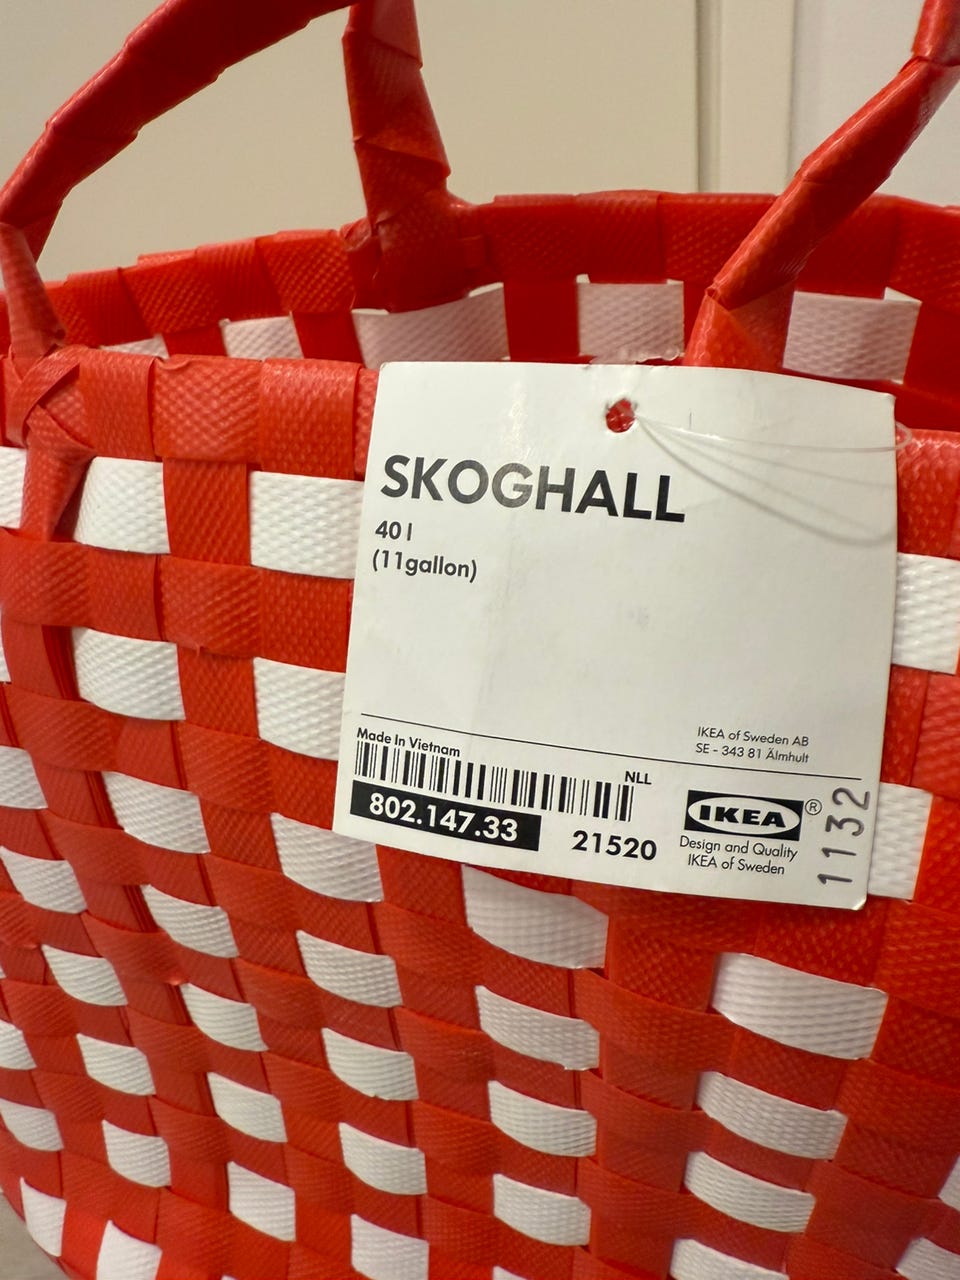 SKOGHALL
40 l
(11gallon)
Made In Vietnam
IKEA of Sweden AB
SE - 343 81 Älmhult
NLL
802.147.33
21520
IKEA®
Design and Quality
IKEA of Sweden
1132